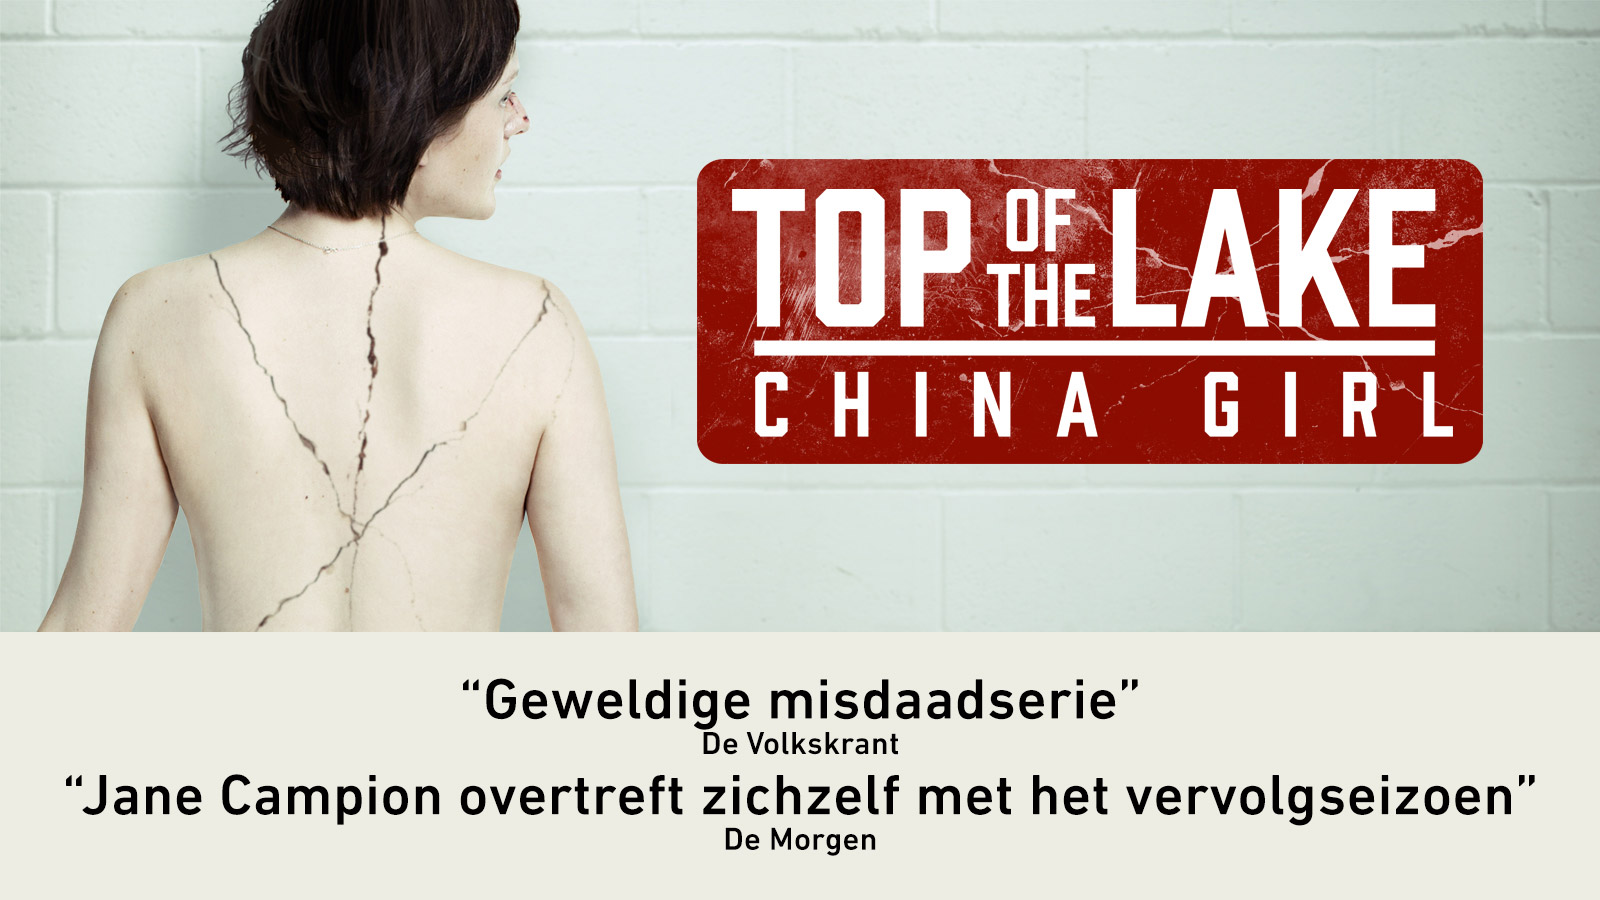 TOP OF THE LAKE
CHINA GIRL
“Geweldige misdaadserie”
De Volkskrant
“Jane Campion overtreft zichzelf met het vervolgseizoen”
De Morgen